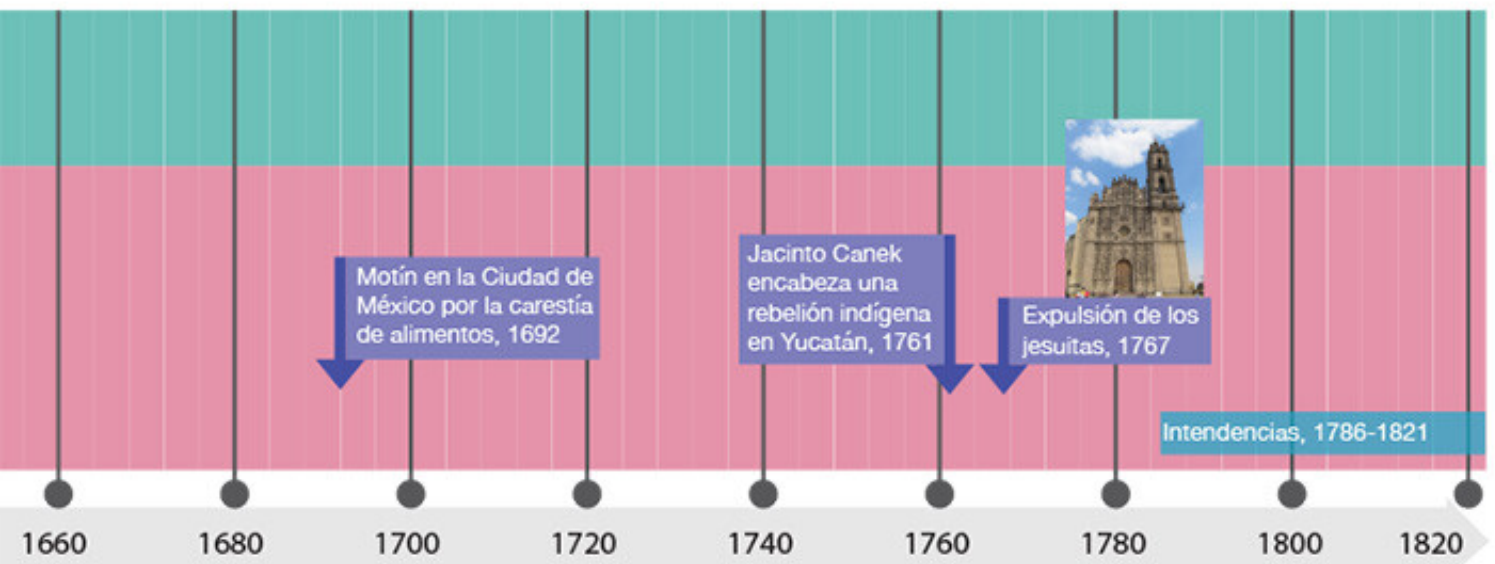 Motín en la Ciudad de
México por la carestía
de alimentos, 1692
Jacinto Canek
encabeza una
rebelión indígena
en Yucatán, 1761
Expulsión de los
jesuitas, 1767
Intendencias, 1786-1821
1660 1680 1700 1720 1740 1760 1780 1800 1820